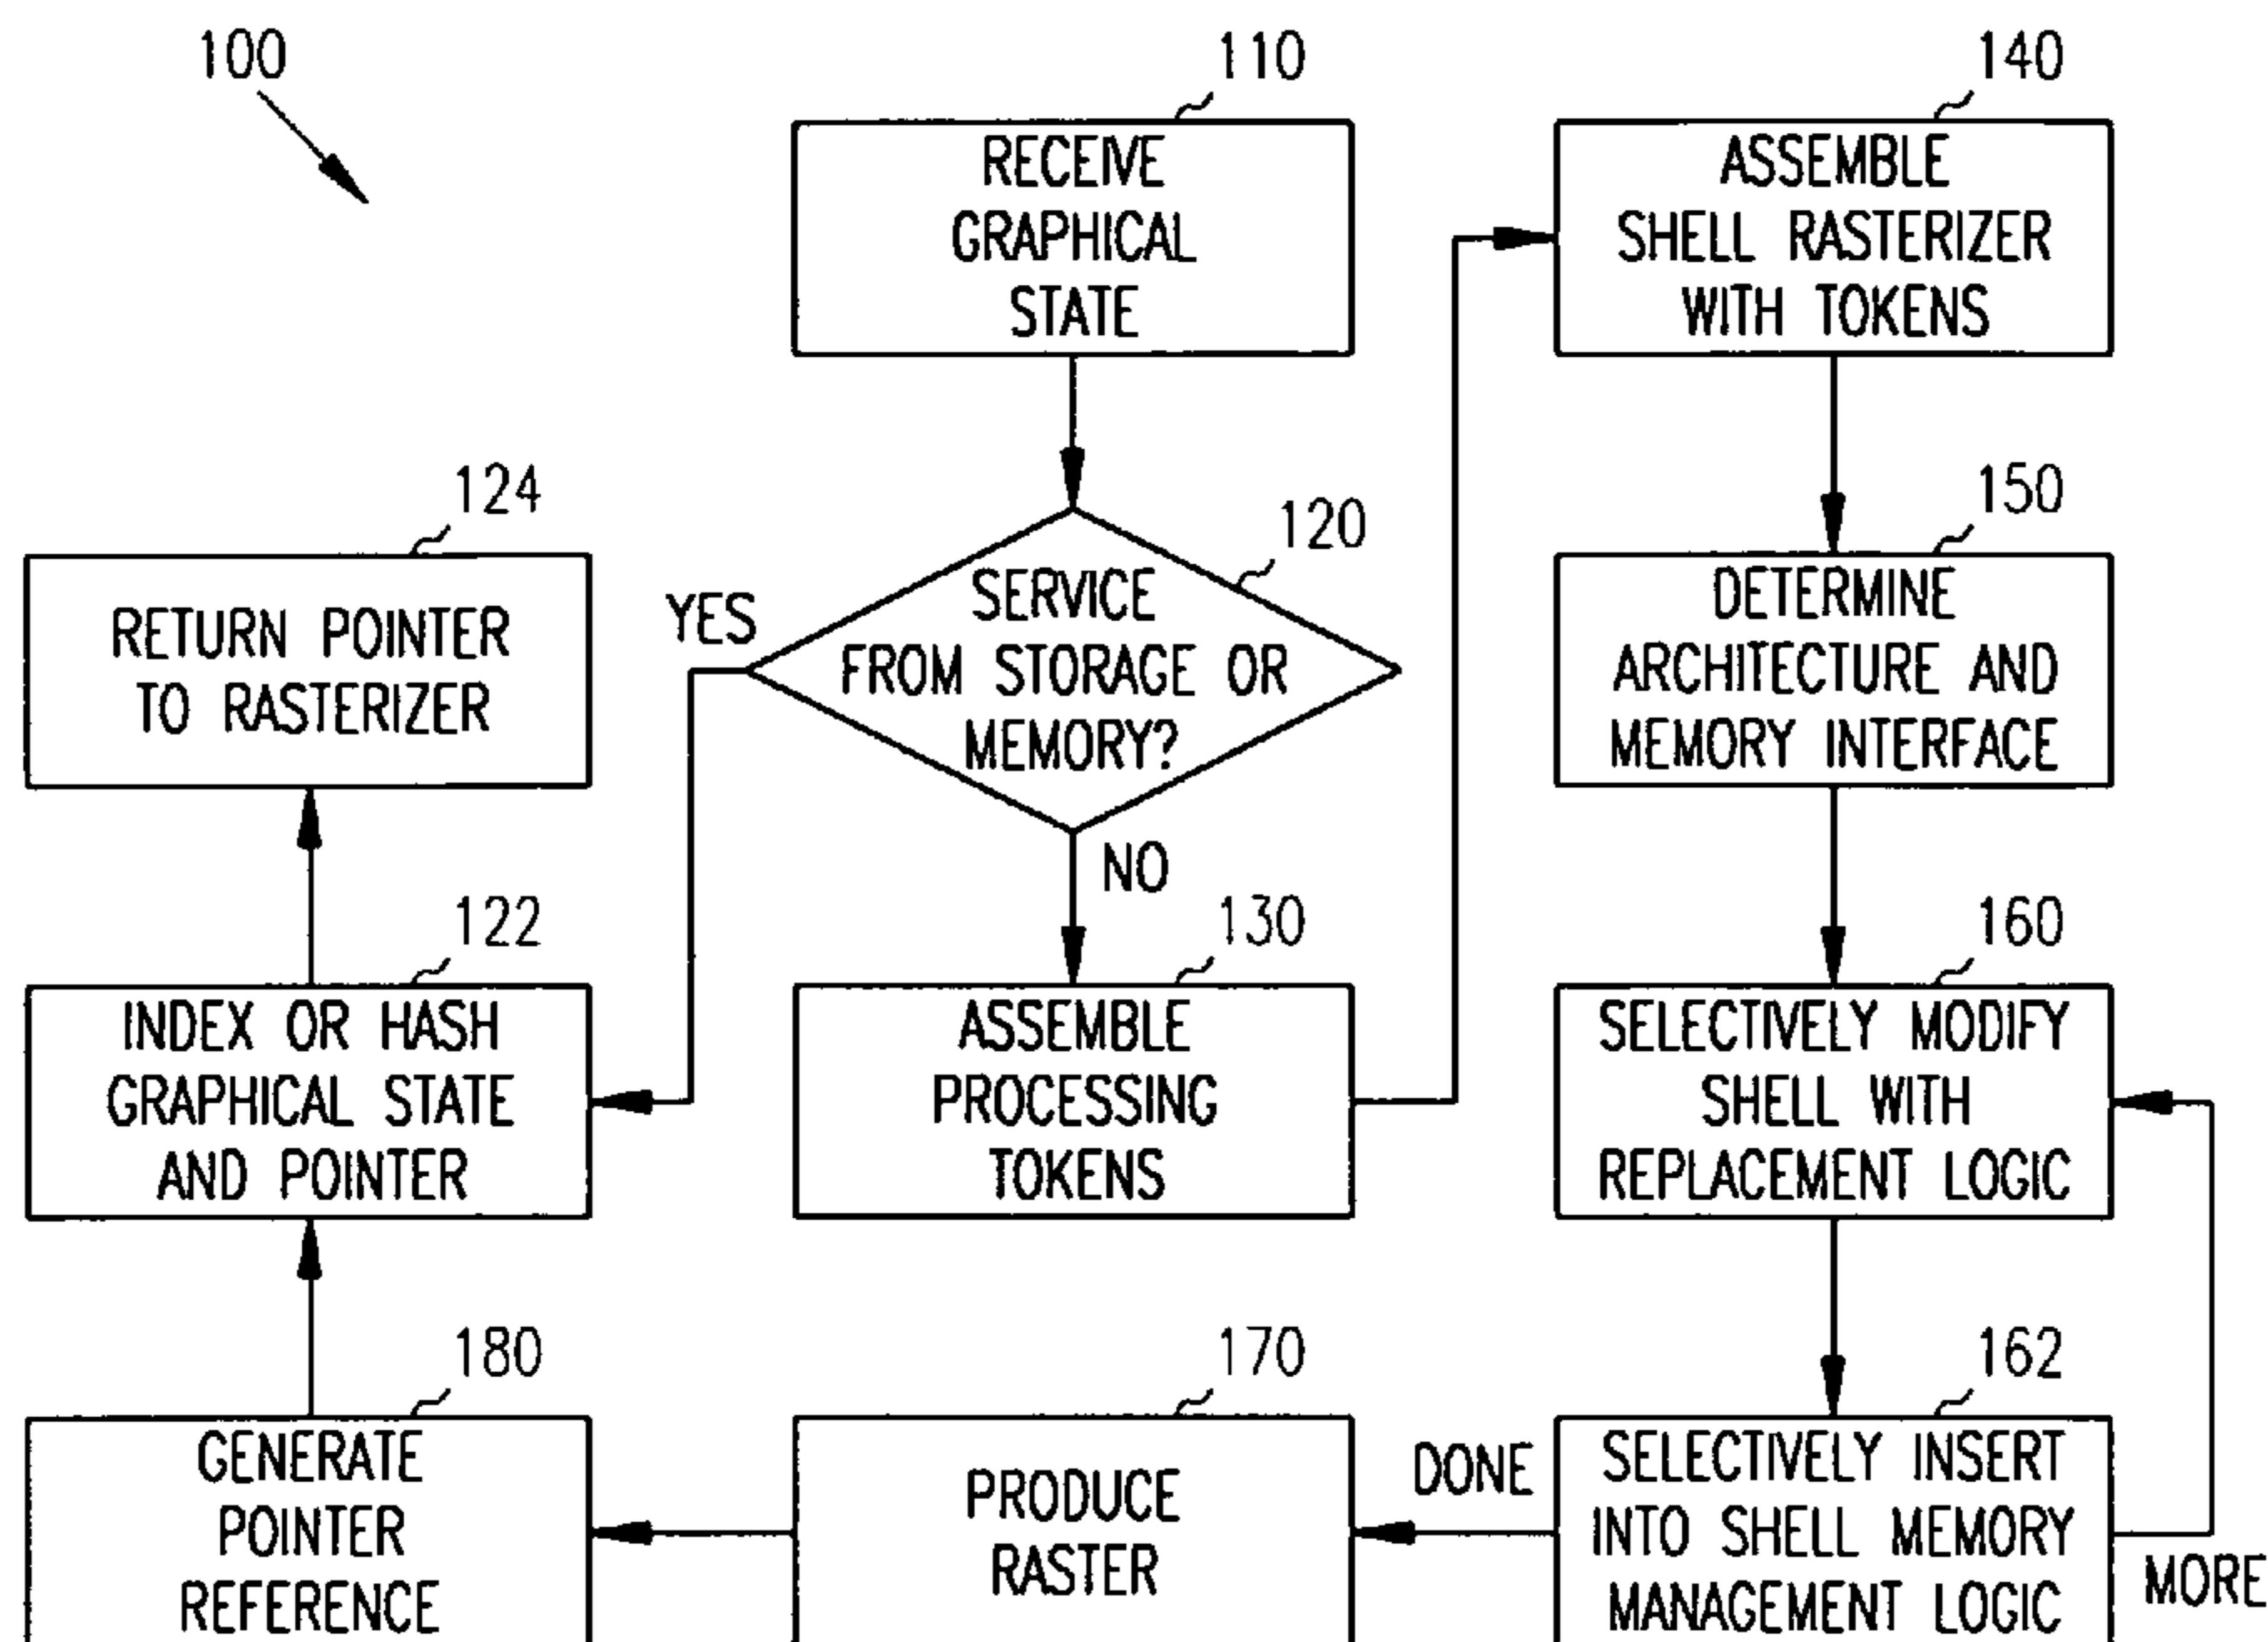 100
110
RECEIVE
GRAPHICAL
STATE
140
ASSEMBLE
SHELL RASTERIZER
WITH TOKENS
124
RETURN POINTER
TO RASTERIZER
120
SERVICE
FROM STORAGE OR
MEMORY?
YES
NO
150
DETERMINE
ARCHITECTURE AND
MEMORY INTERFACE
122
INDEX OR HASH
GRAPHICAL STATE
AND POINTER
130
ASSEMBLE
PROCESSING
TOKENS
160
SELECTIVELY MODIFY
SHELL WITH
REPLACEMENT LOGIC
180
GENERATE
POINTER
REFERENCE
170
PRODUCE
RASTER
DONE
162
SELECTIVELY INSERT
INTO SHELL MEMORY
MANAGEMENT LOGIC
MORE